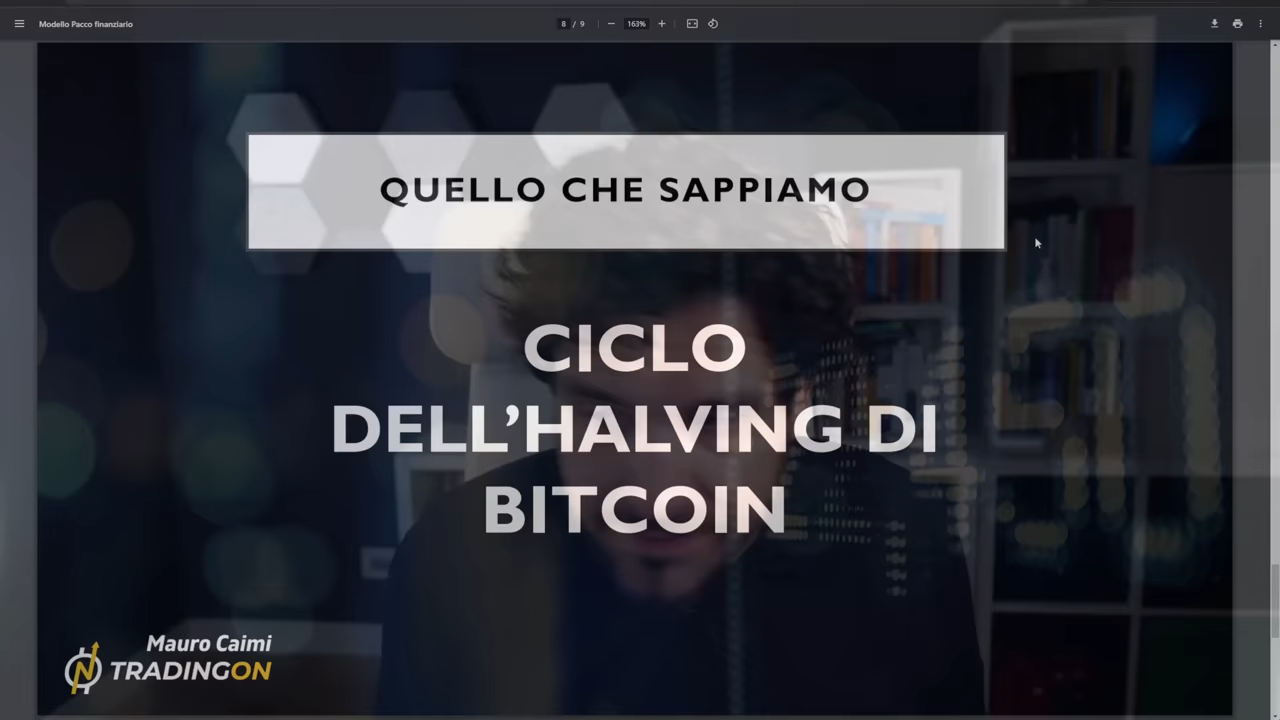 Modello Pacco finanziario
8 / 9
163%
QUELLO CHE SAPPIAMO
CICLO
DELL’HALVING DI
BITCOIN
Mauro Caimi
TRADINGON